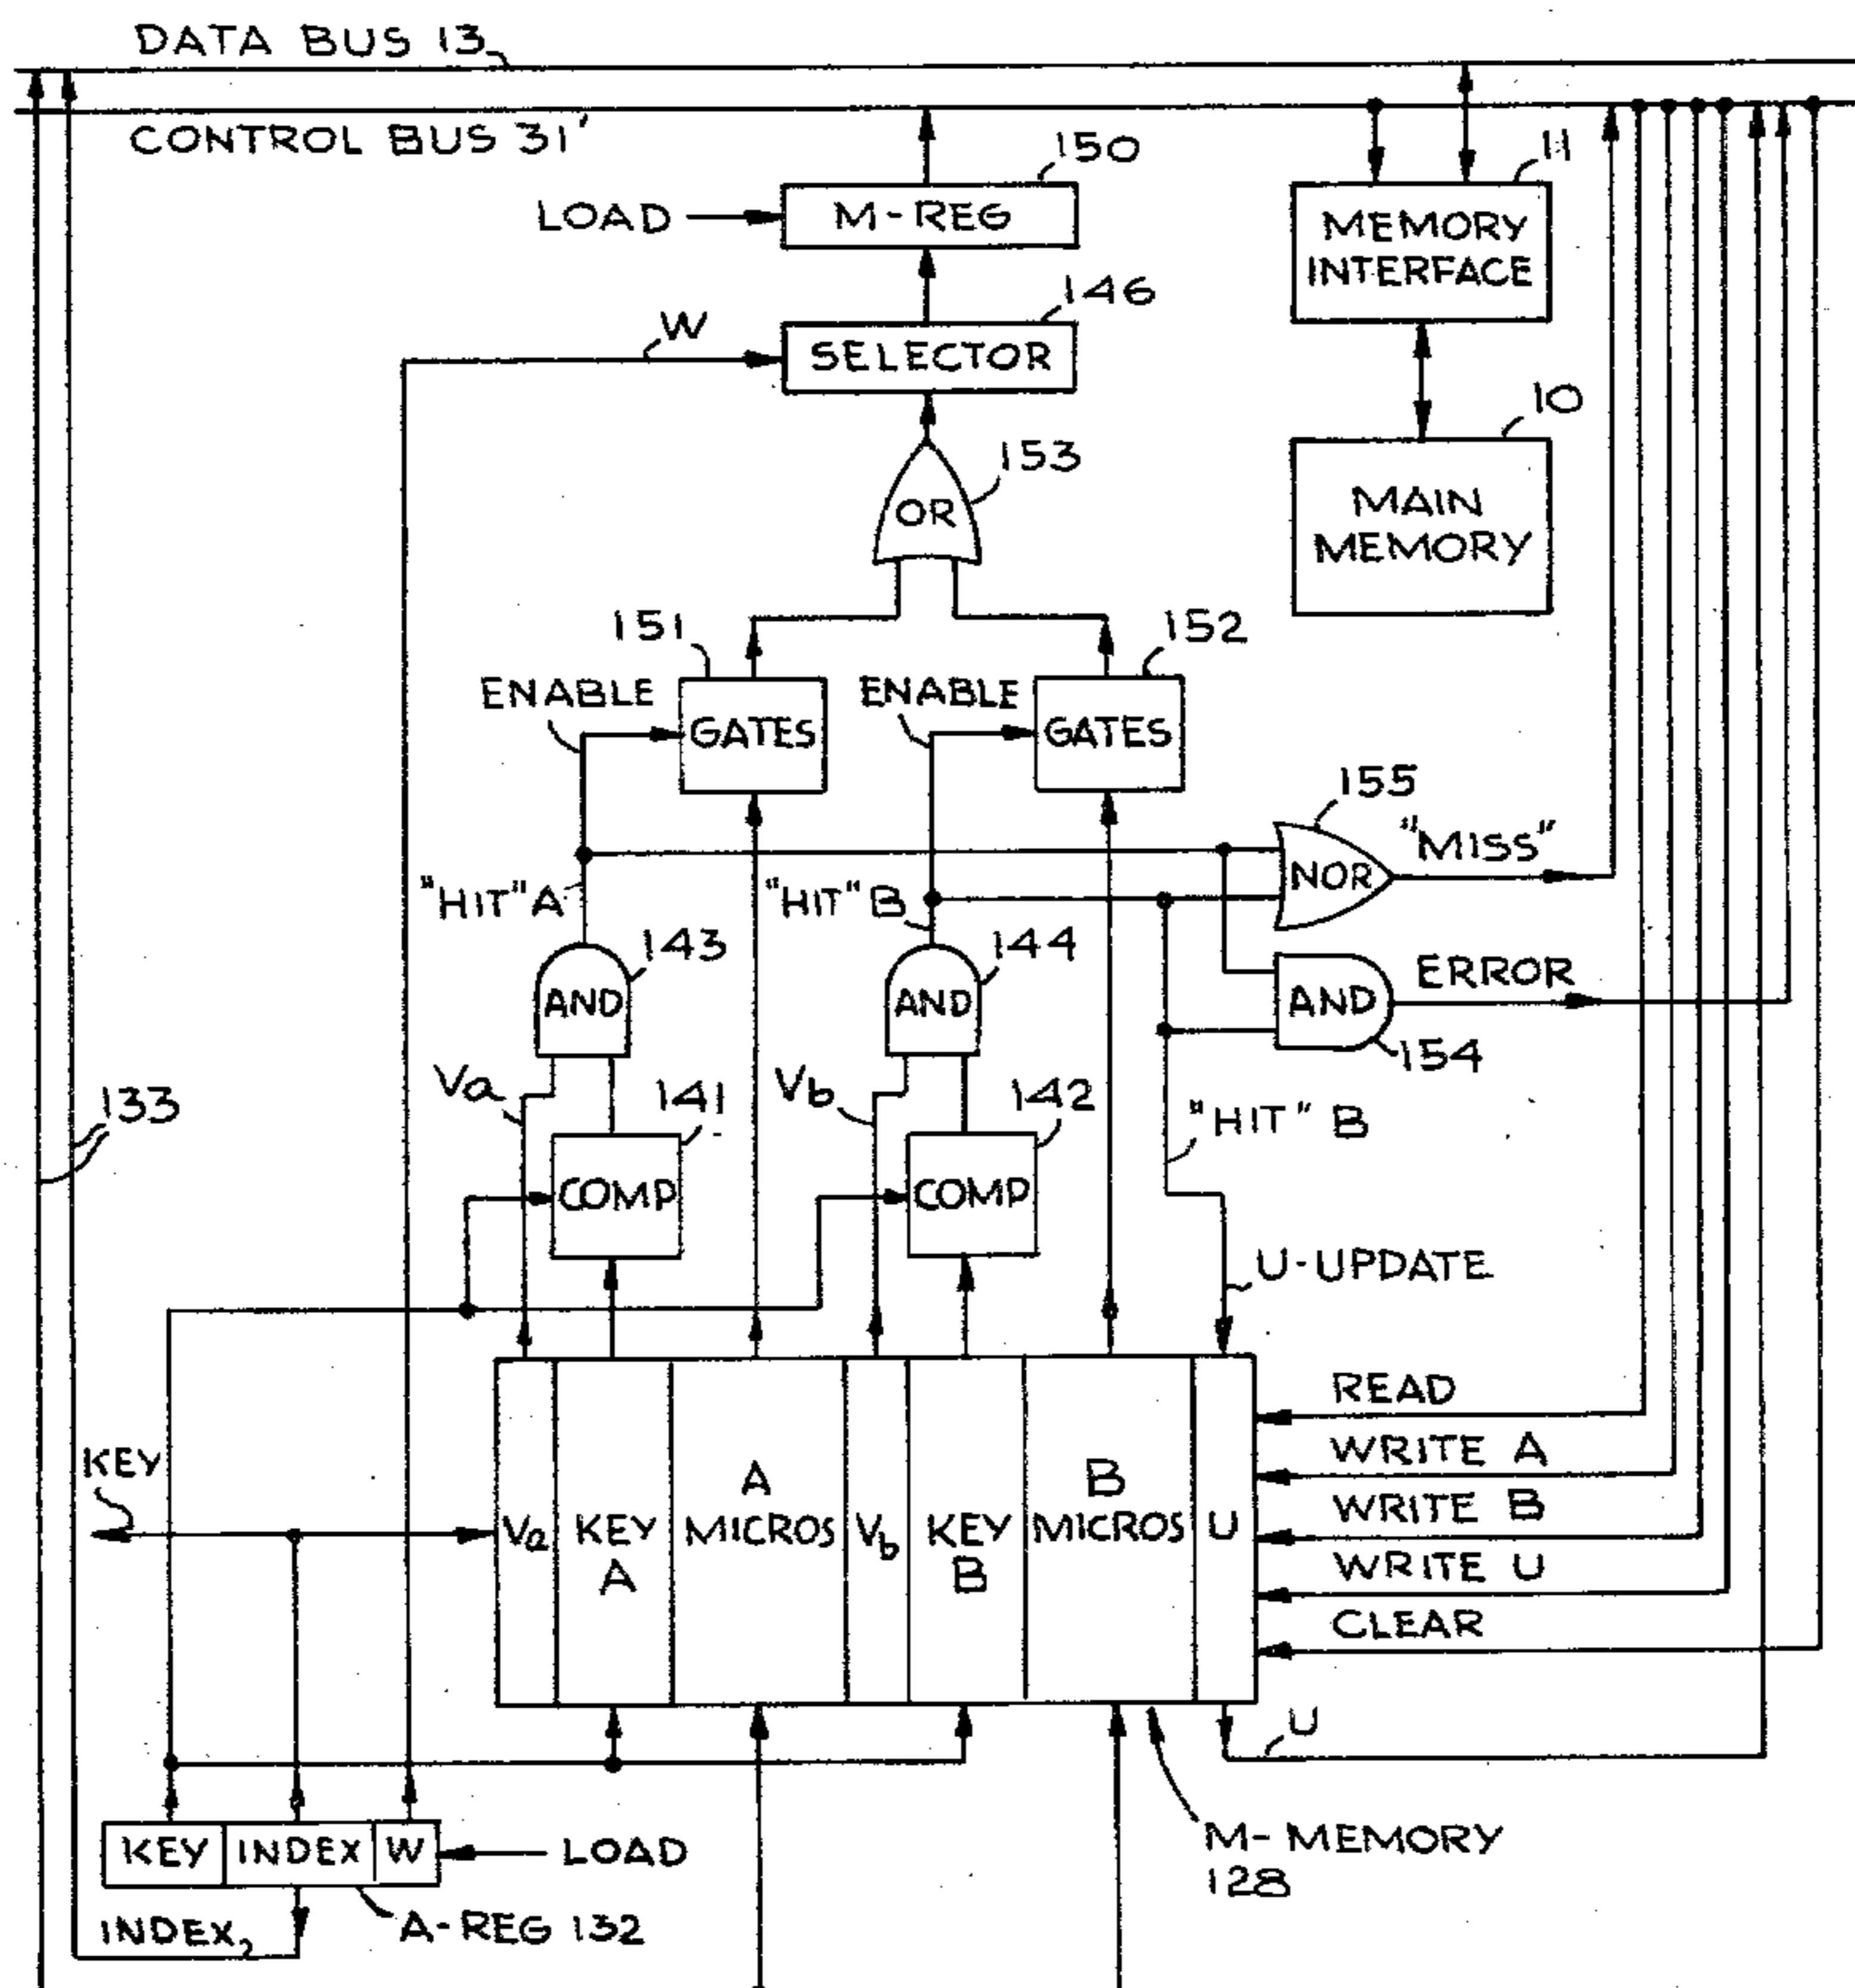 DATA BUS 13
CONTROL BUS 31'
150
11
LOAD
M-REG
MEMORY
INTERFACE
146
W
SELECTOR
10
153
OR
MAIN
MEMORY
151
152
ENABLE
ENABLE
GATES
GATES
155
"MISS"
NOR
"HIT" A
"HIT" B
143
144
ERROR
AND
AND
AND
154
Va
Vb
133
141
142
"HIT" B
COMP
COMP
U-UPDATE
READ
KEY
WRITE A
A
B
WRITE B
Va
KEY
MICROS
Vb
KEY
MICROS
U
A
B
WRITE U
CLEAR
U
KEY
INDEX
W
LOAD
M-MEMORY
128
INDEX,
A-REG 132